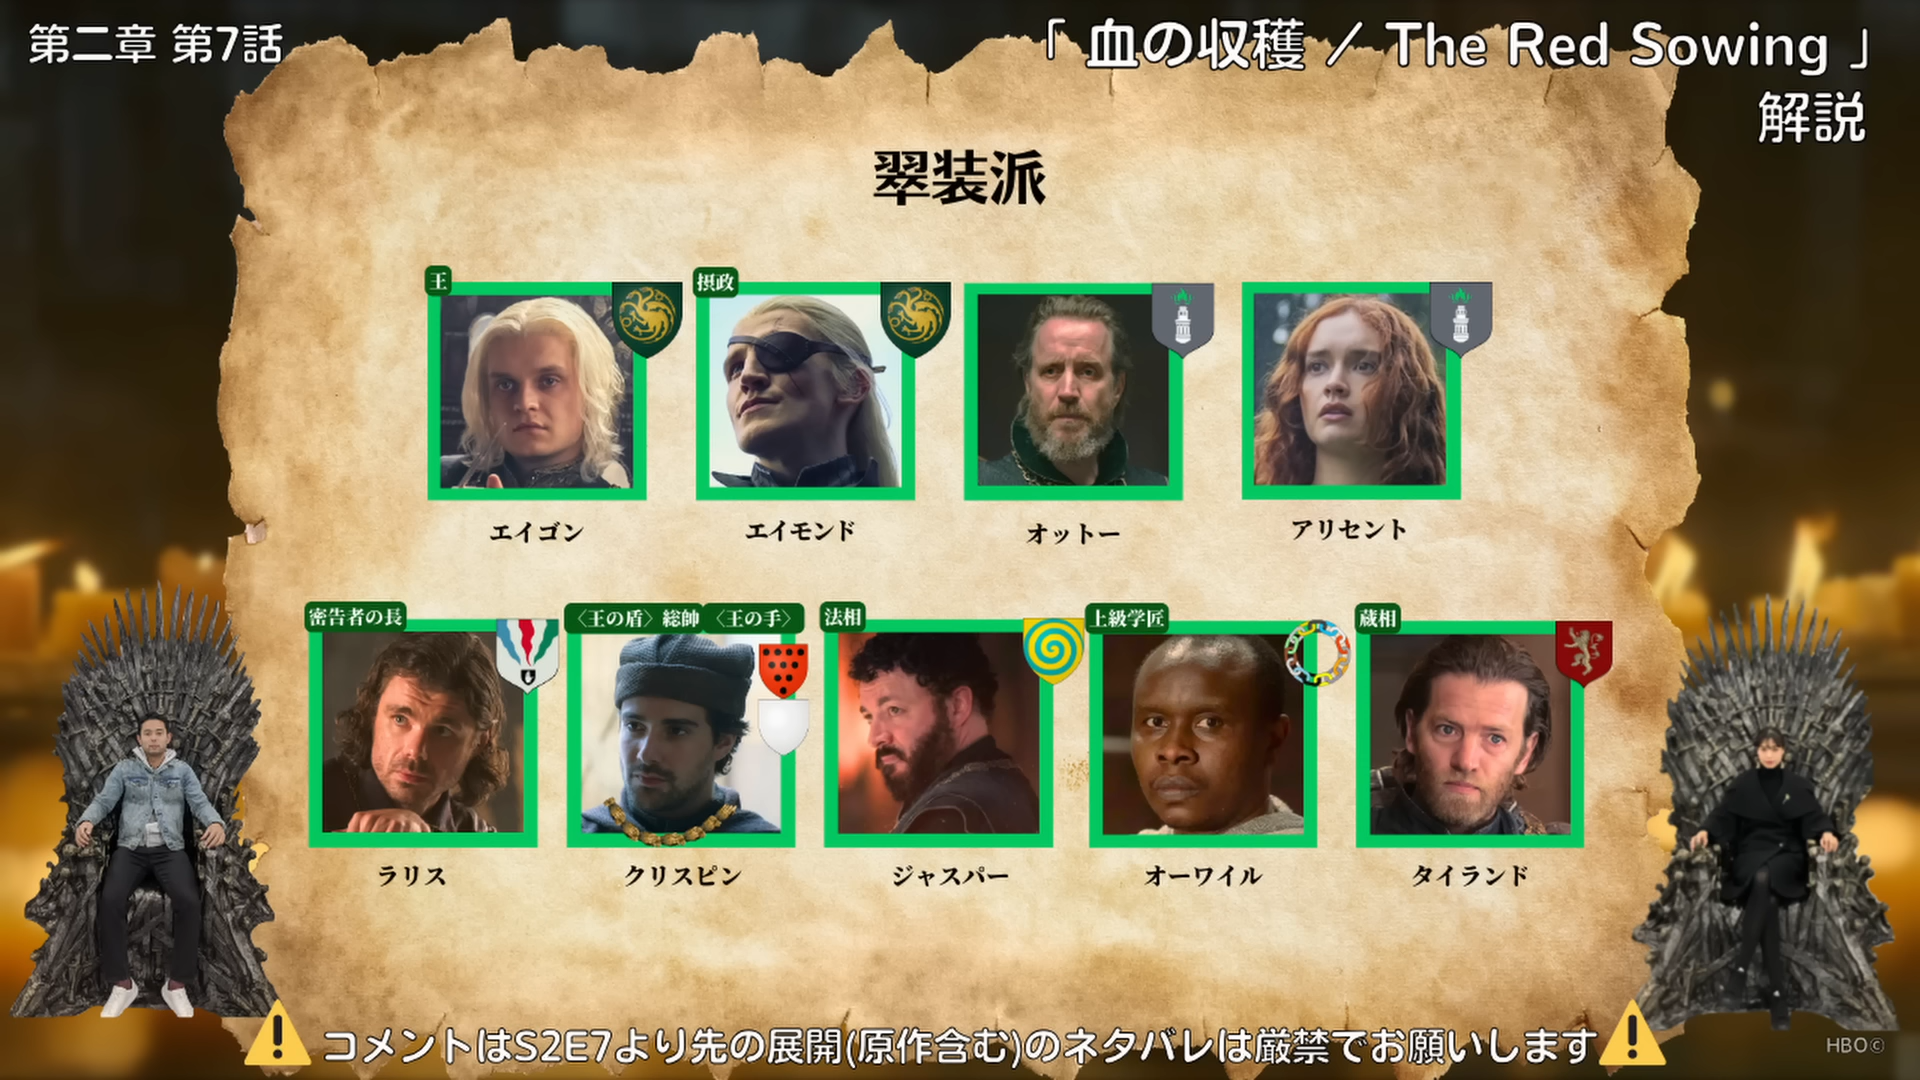 第二章 第7話
「 血の収穫 / The Red Sowing 」
解説
翠装派
王
摂政
エイゴン
エイモンド
オットー
アリセント
密告者の長
〈王の盾〉総帥
〈王の手〉
法相
上級学匠
蔵相
ラリス
クリスピン
ジャスパー
オーワイル
タイランド
コメントはS2E7より先の展開(原作含む)のネタバレは厳禁でお願いします
HBO©